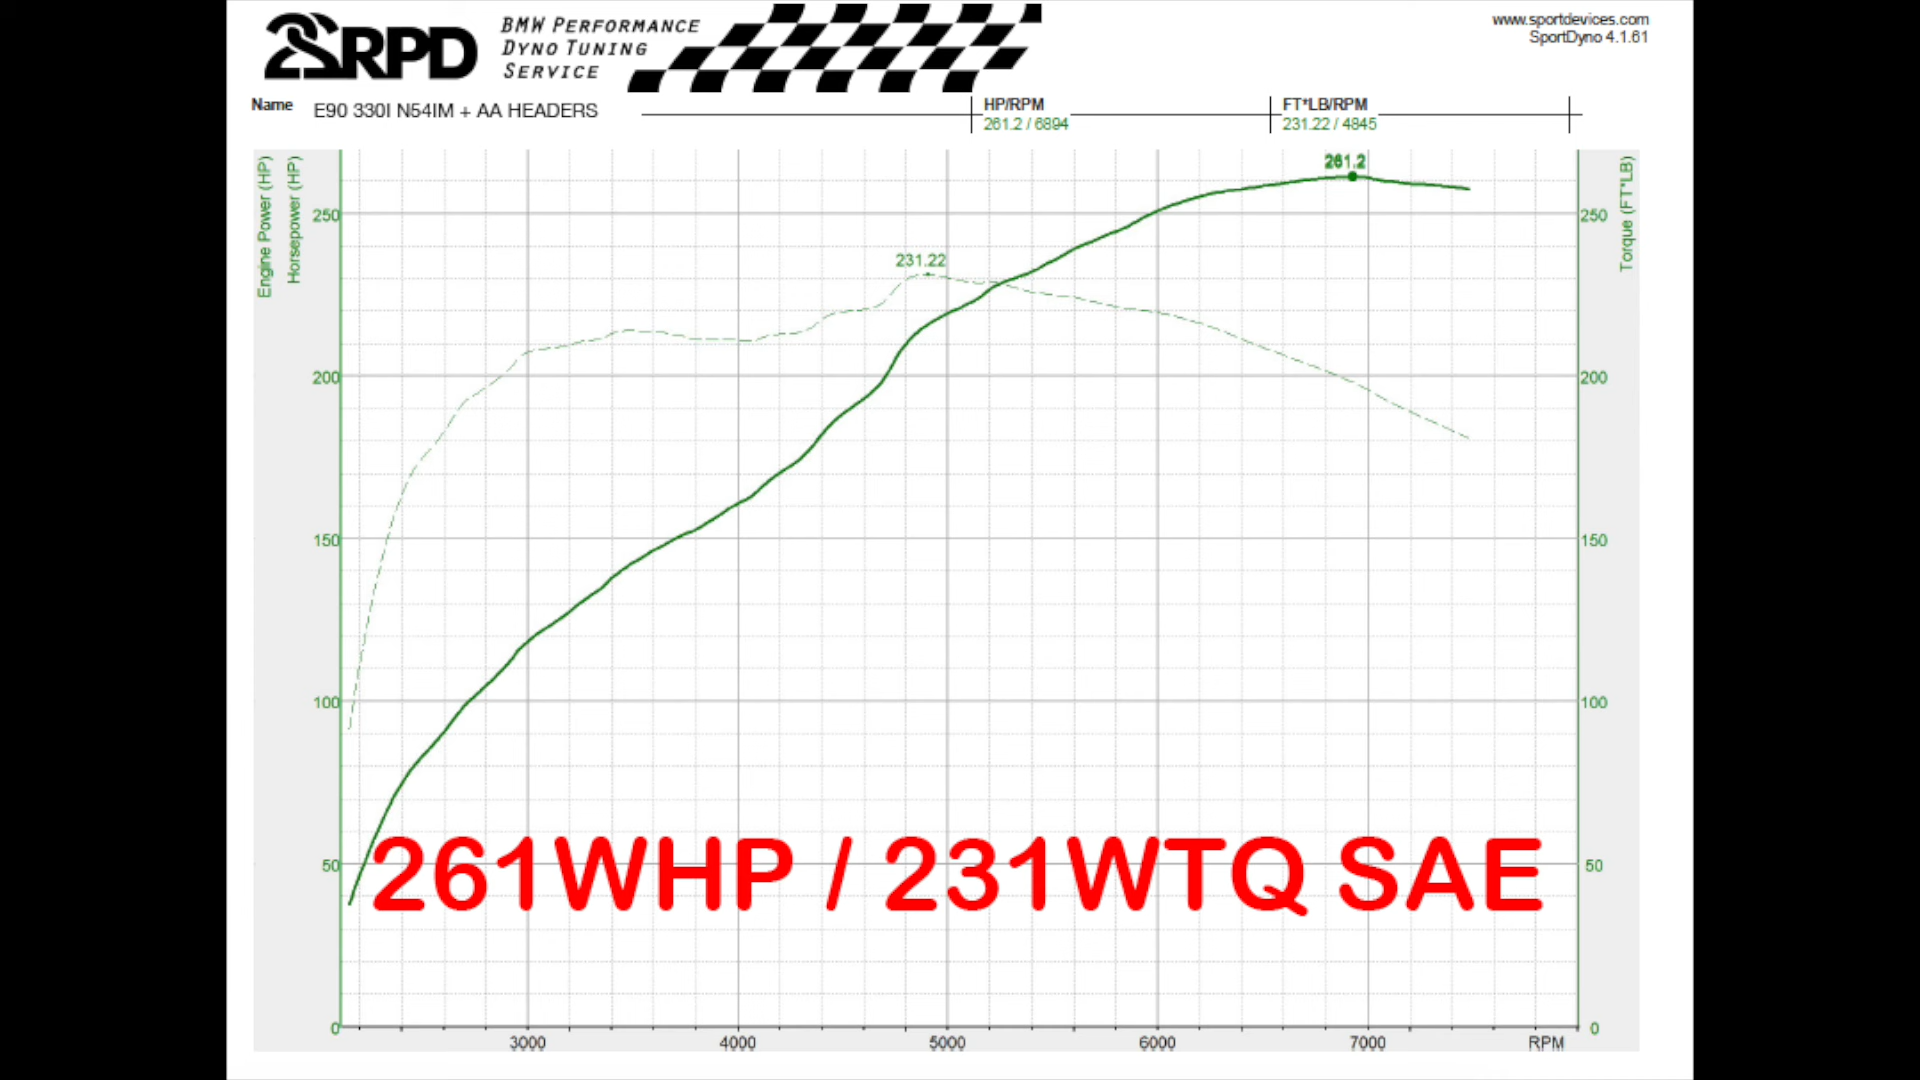 RPD
BMW PERFORMANCE
DYNO TUNING
SERVICE
www.sportdevices.com
SportDyno 4.1.61
Name E90 330I N54IM + AA HEADERS
HP/RPM
261.2 / 6894
FT*LB/RPM
231.22 / 4845
Engine Power (HP)
Horsepower (HP)
Torque (FT*LB)
261.2
231.22
250
200
150
100
50
0
250
200
150
100
50
0
261WHP / 231WTQ SAE
3000 4000 5000 6000 7000 RPM